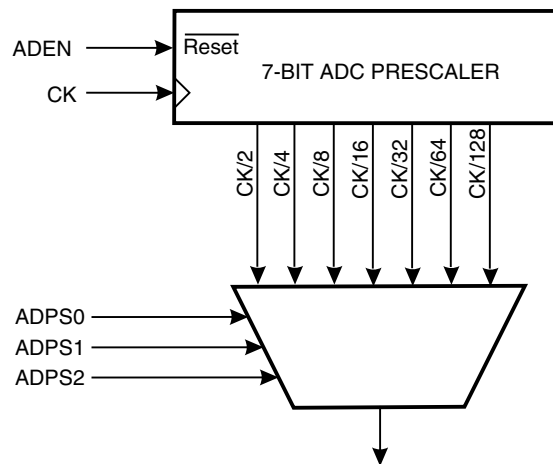 ADEN
Reset
7-BIT ADC PRESCALER
CK
CK/2
CK/4
CK/8
CK/16
CK/32
CK/64
CK/128
ADPS0
ADPS1
ADPS2